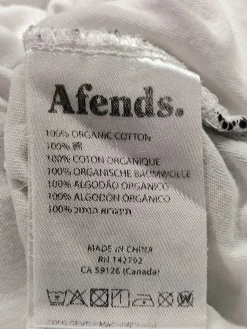 Afends.
100% ORGANIC COTTON
100% 棉
100% COTON ORGANIQUE
100% ORGANISCHE BAUMWOLLE
100% ALGODÃO ORGÂNICO
100% ALGODÓN ORGÁNICO
100%
MADE IN CHINA
RN 142792
CA 59126 (Canada)